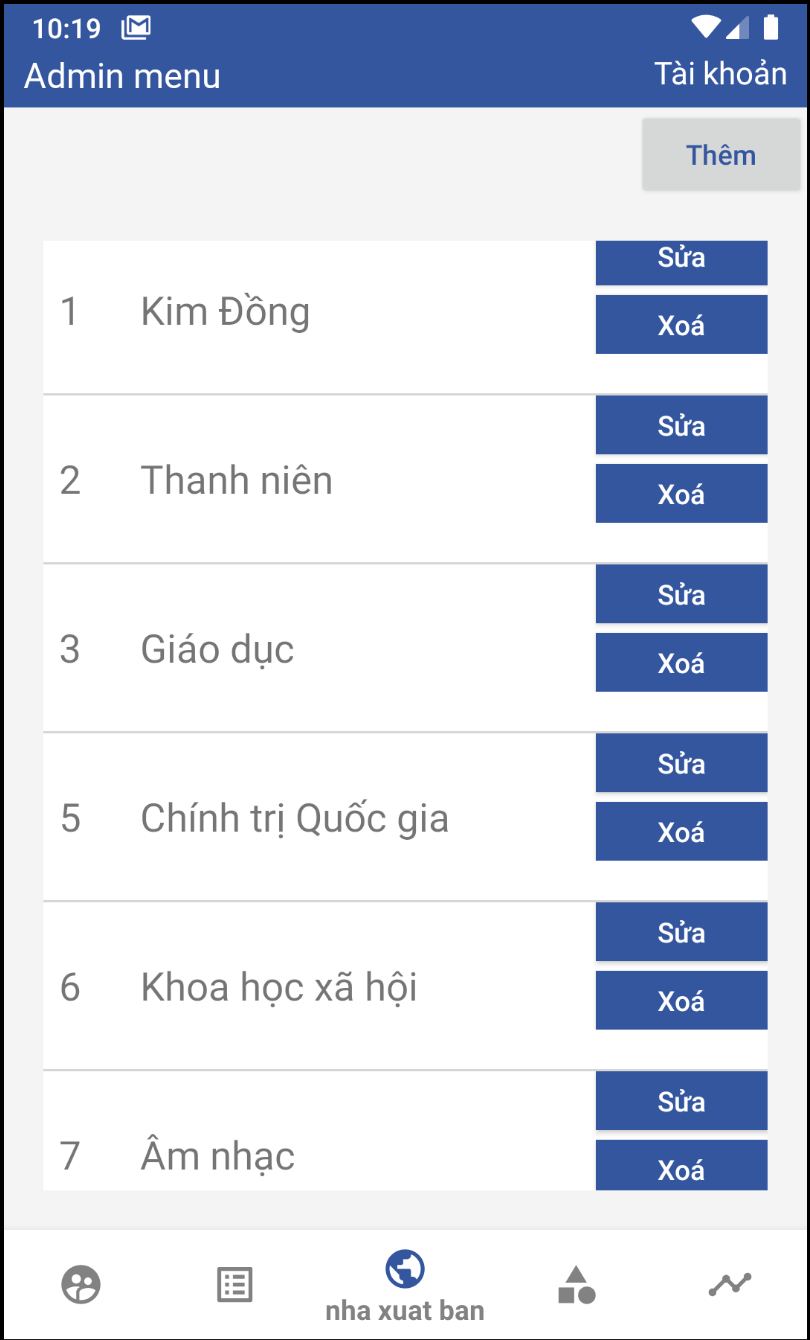 10:19
Admin menu
Tài khoản
Thêm
Sửa
1 Kim Đồng
Xoá
Sửa
2 Thanh niên
Xoá
Sửa
3 Giáo dục
Xoá
Sửa
5 Chính trị Quốc gia
Xoá
Sửa
6 Khoa học xã hội
Xoá
Sửa
7 Âm nhạc
Xoá
nha xuat ban